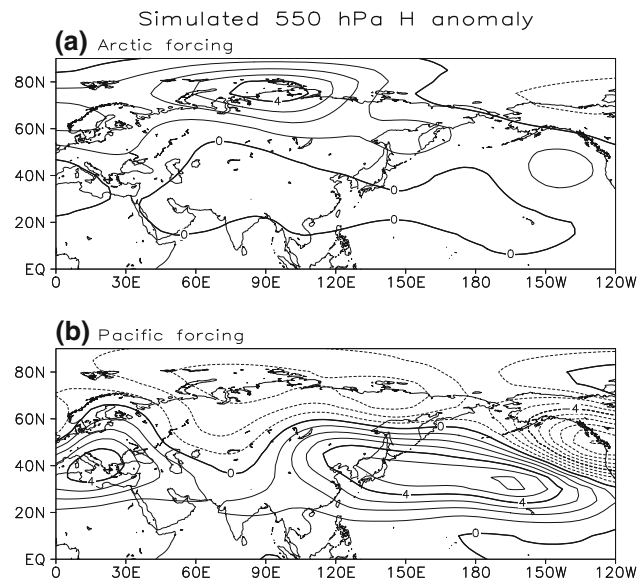 Simulated 550 hPa H anomaly
(a) Arctic forcing
80N
60N
40N
20N
EQ
4
0
0
0
0
0 30E 60E 90E 120E 150E 180 150W 120W
(b) Pacific forcing
80N
60N
40N
20N
EQ
4
0
0
4
4
4
0
0 30E 60E 90E 120E 150E 180 150W 120W